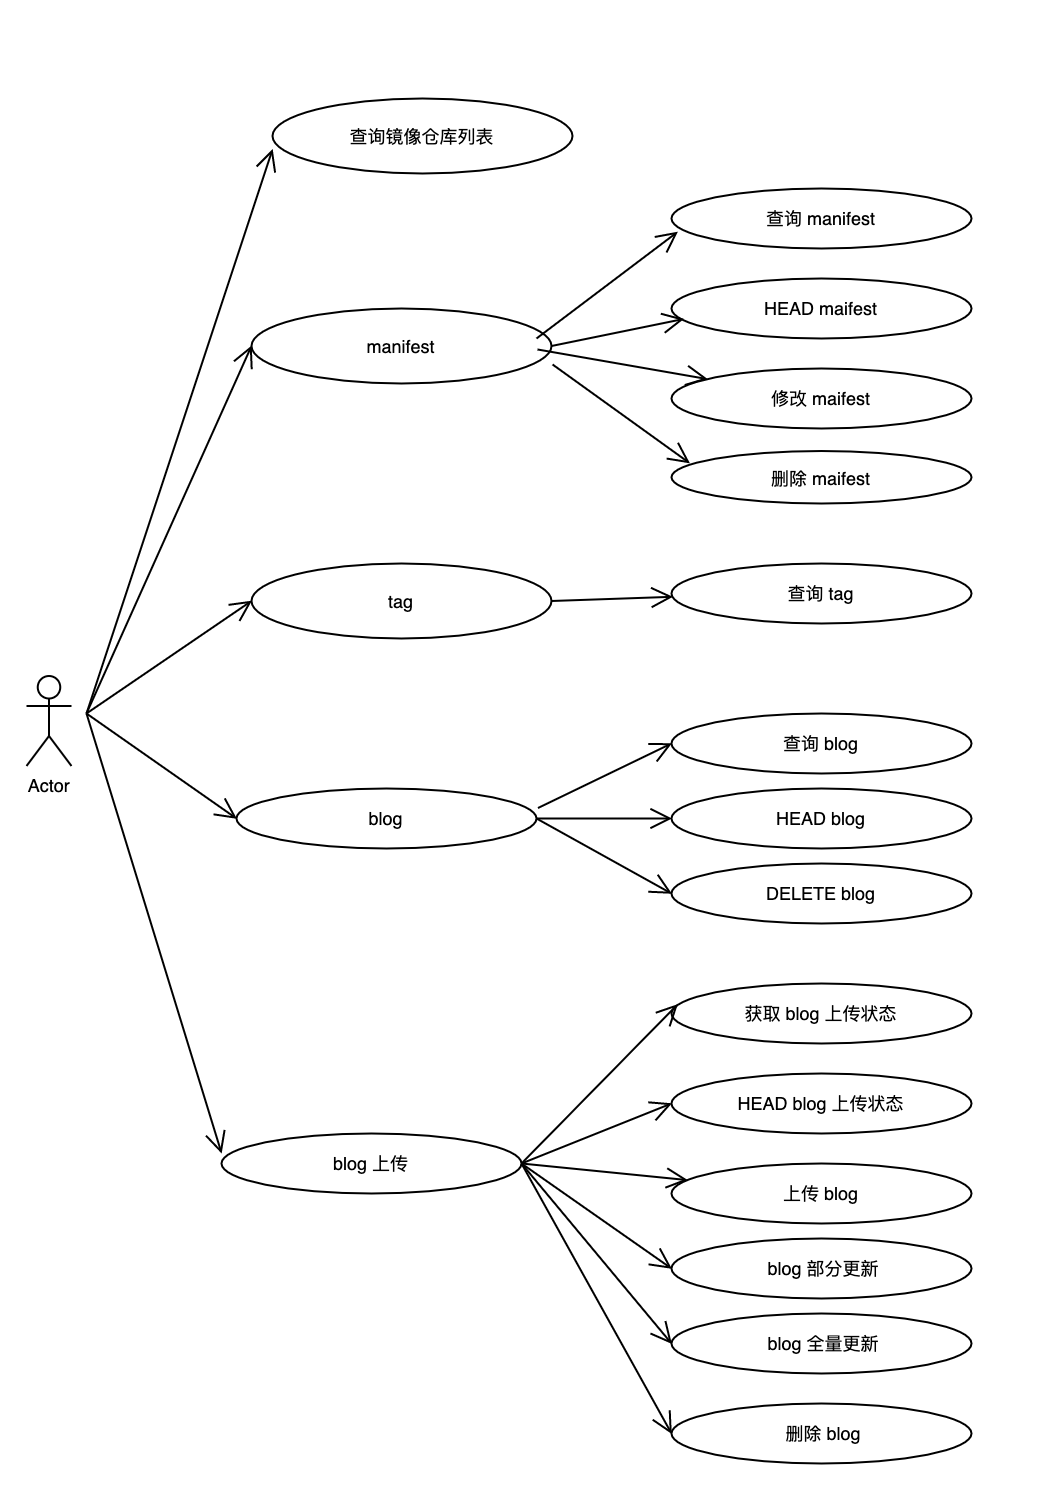 查询镜像仓库列表
查询 manifest
HEAD maifest
manifest
修改 maifest
删除 maifest
tag
查询 tag
Actor
查询 blog
blog
HEAD blog
DELETE blog
获取 blog 上传状态
HEAD blog 上传状态
blog 上传
上传 blog
blog 部分更新
blog 全量更新
删除 blog